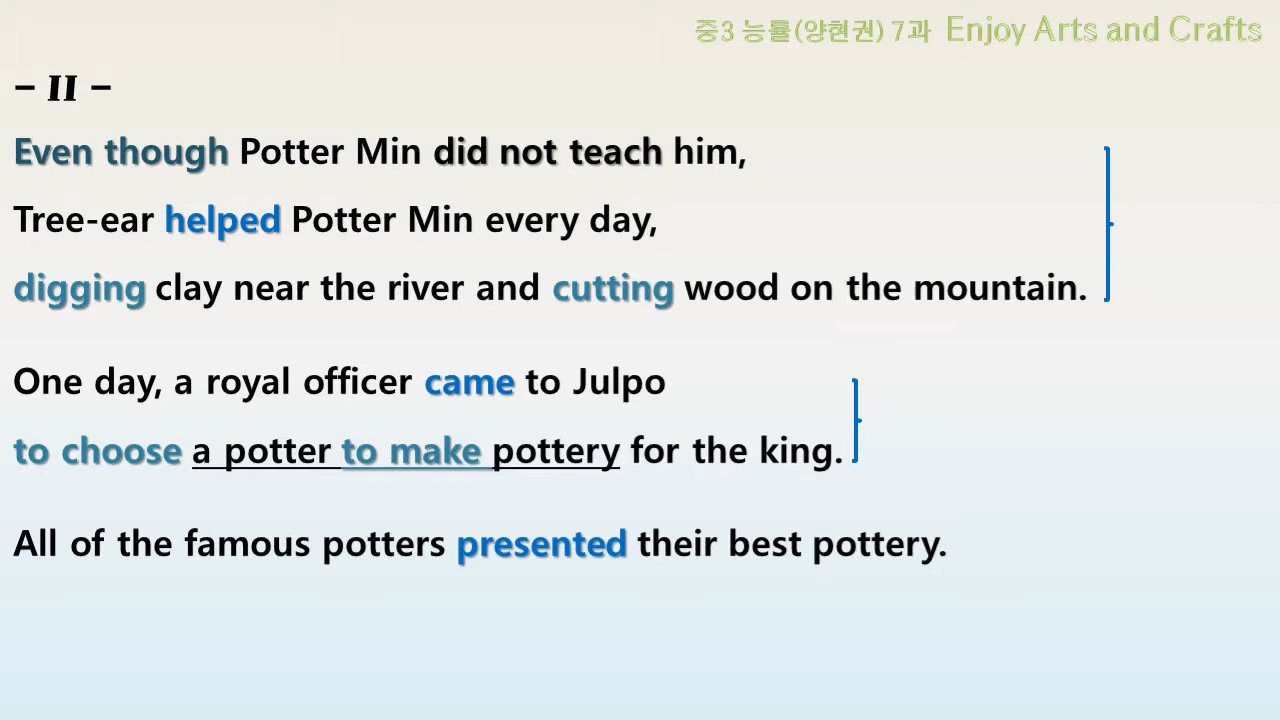 중3 능률(양현권) 7과 Enjoy Arts and Crafts
– II –
Even though Potter Min did not teach him,
Tree-ear helped Potter Min every day,
digging clay near the river and cutting wood on the mountain.
One day, a royal officer came to Julpo
to choose a potter to make pottery for the king.
All of the famous potters presented their best pottery.